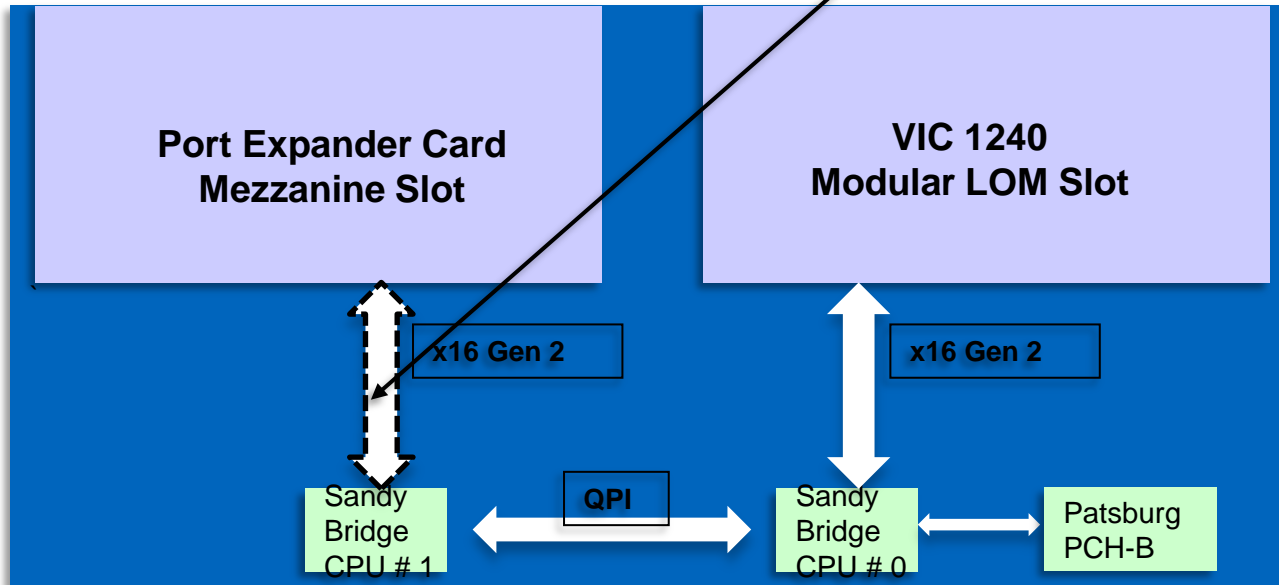 Port Expander Card
Mezzanine Slot
VIC 1240
Modular LOM Slot
x16 Gen 2
x16 Gen 2
QPI
Sandy
Bridge
CPU # 1
Sandy
Bridge
CPU # 0
Patsburg
PCH-B